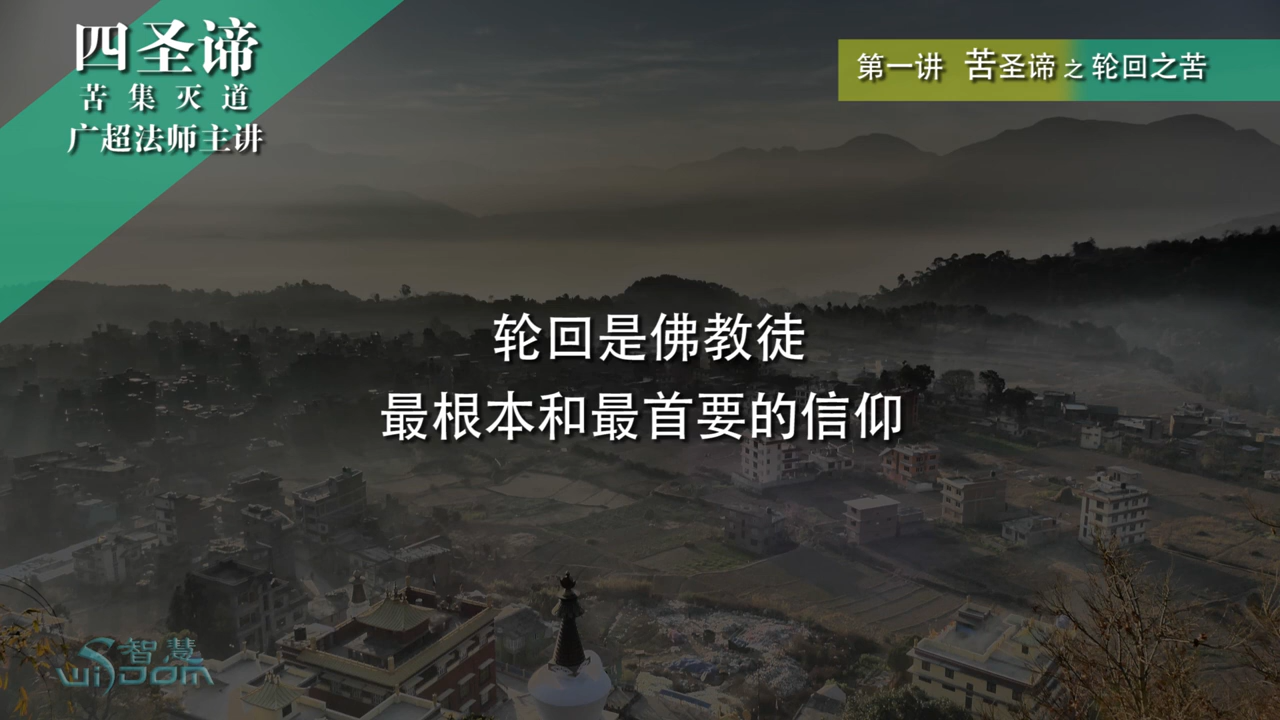 四圣谛
苦集灭道
广超法师主讲
第一讲 苦圣谛之轮回之苦
轮回是佛教徒
最根本和最首要的信仰
智慧
WISDOM